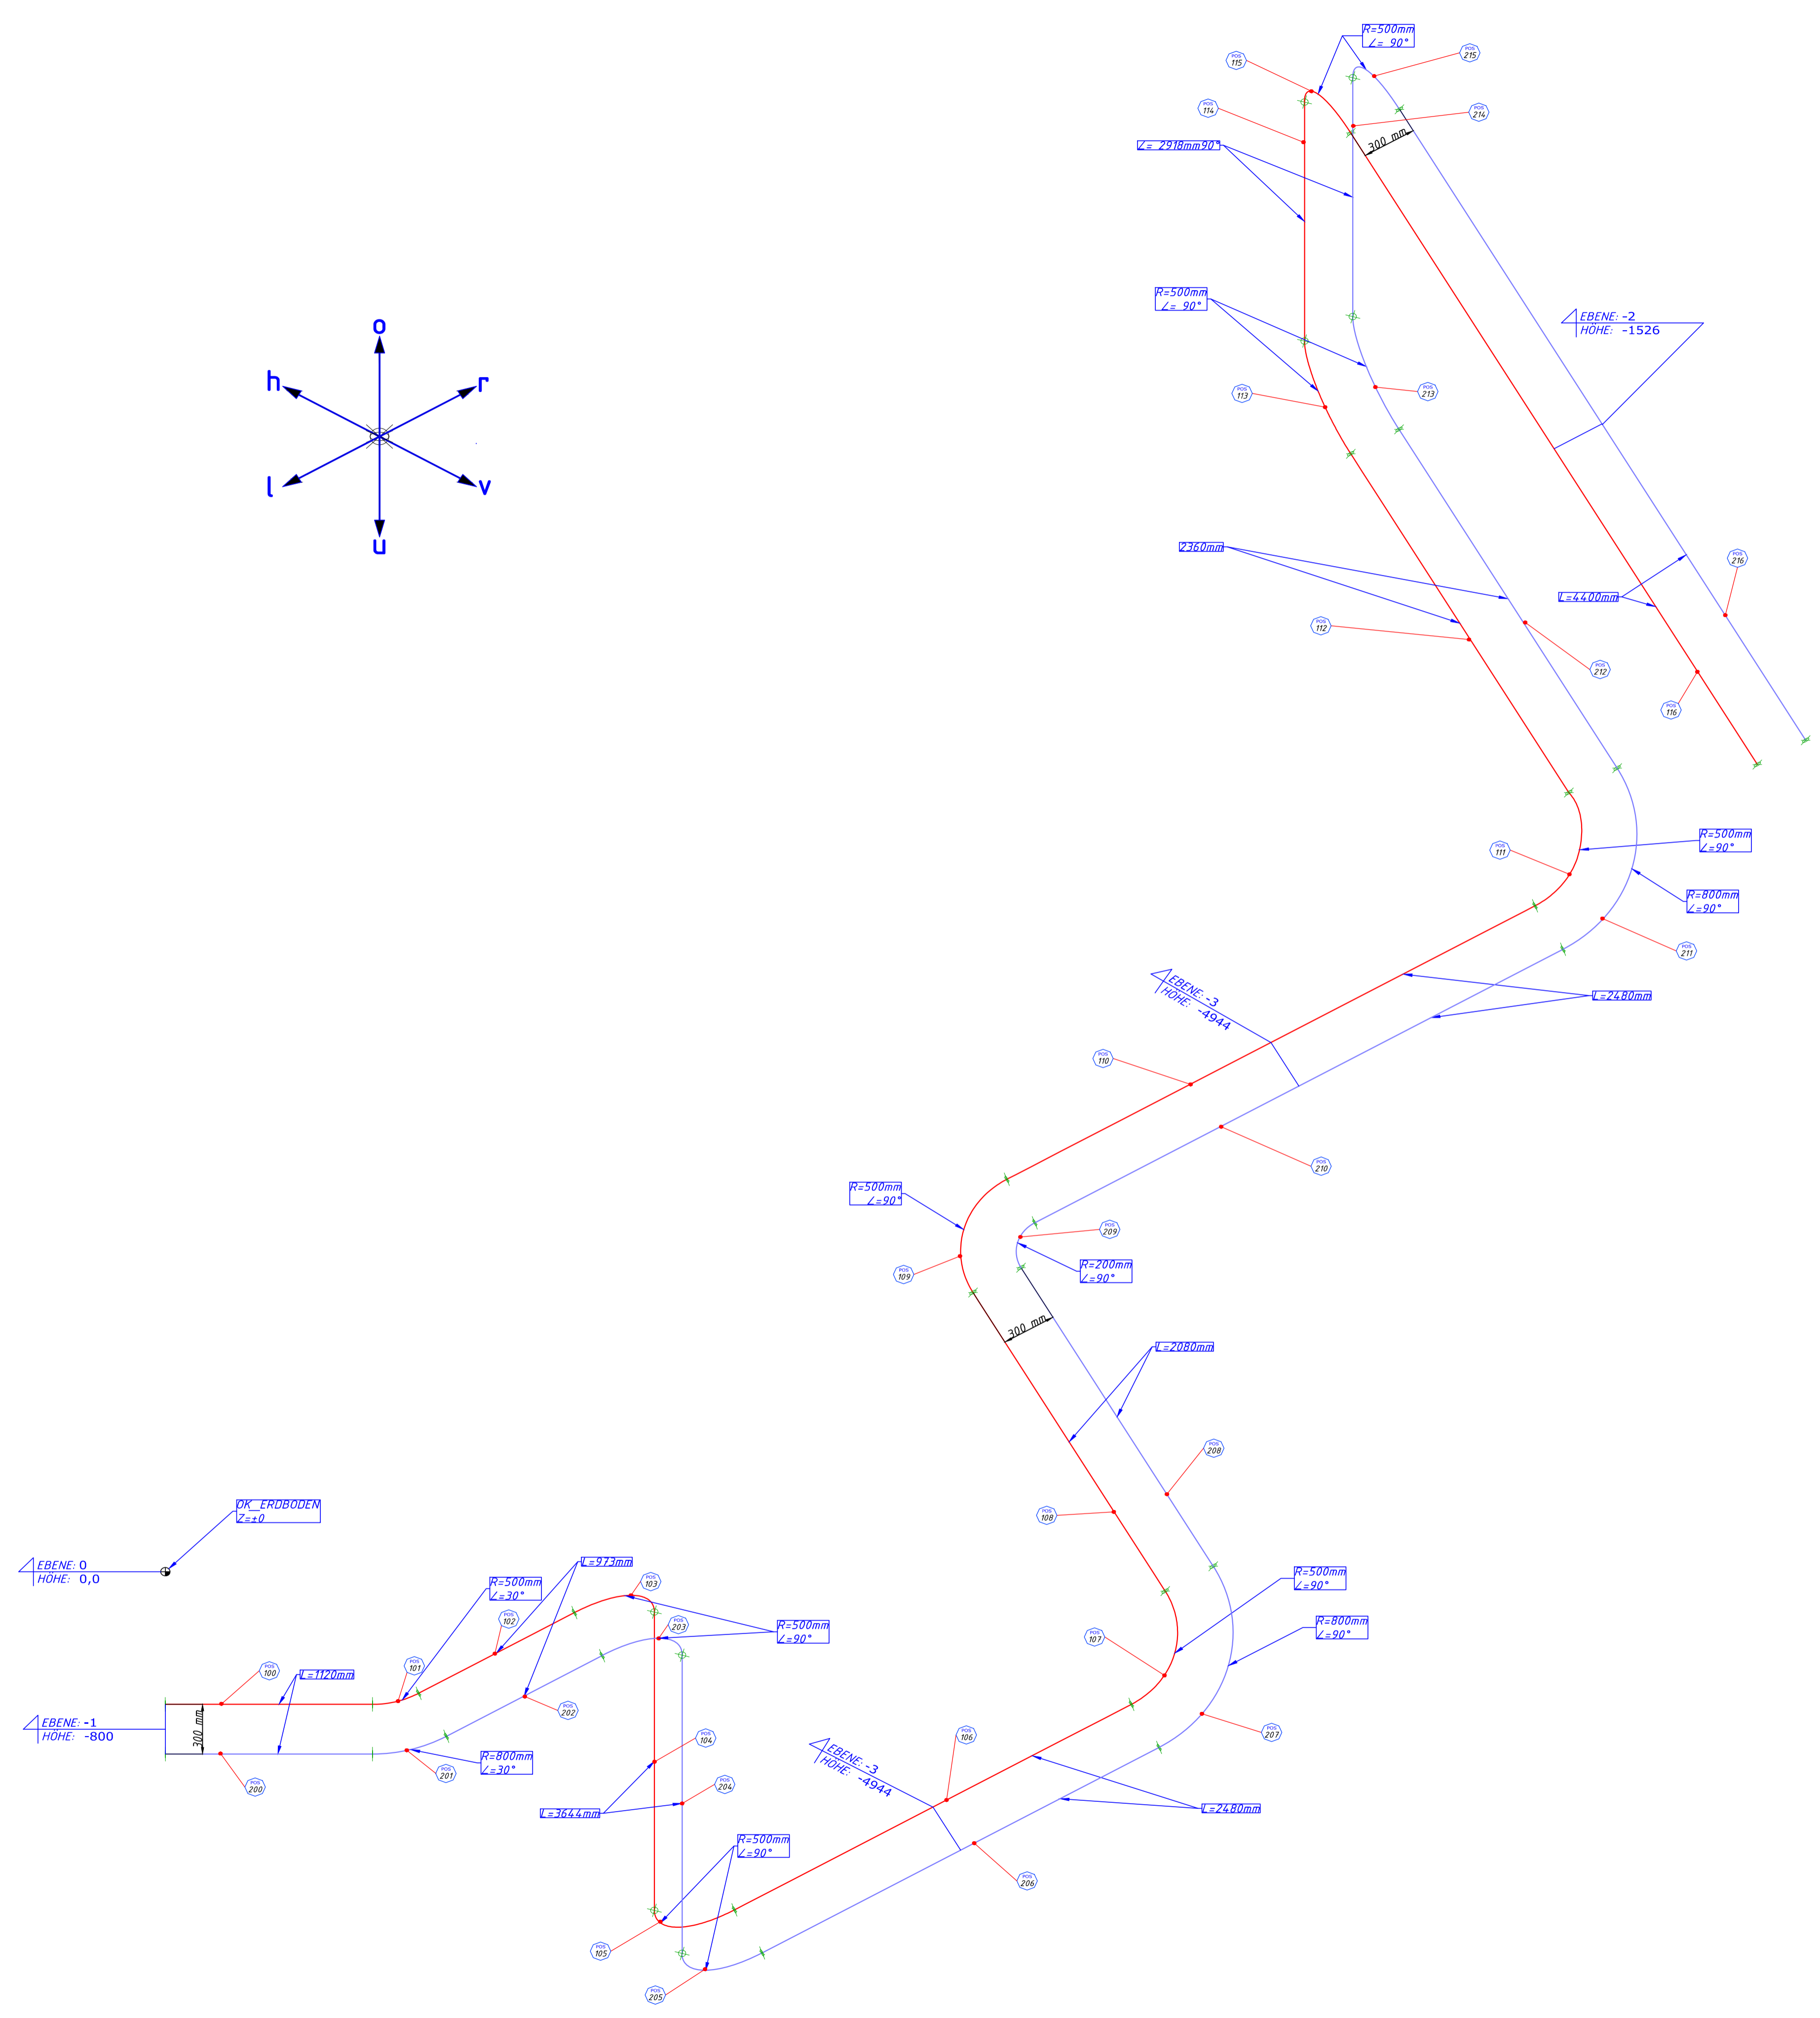 R=500mm
∠= 90°
POS
115
POS
215
POS
114
POS
214
∠= 2918mm90°
300 mm
R=500mm
∠= 90°
EBENE: -2
HÖHE: -1526
o
h
r
l
v
u
POS
113
POS
213
2360mm
POS
216
L=4400mm
POS
112
POS
212
POS
116
R=500mm
∠=90°
POS
111
R=800mm
∠=90°
POS
211
EBENE: -3
HÖHE: -4944
L=2480mm
POS
110
POS
210
R=500mm
∠=90°
POS
209
R=200mm
∠=90°
POS
109
300 mm
L=2080mm
POS
208
POS
108
OK_ERDBODEN
Z=±0
EBENE: 0
HÖHE: 0,0
L=973mm
R=500mm
∠=30°
POS
103
R=500mm
∠=90°
POS
102
POS
203
R=500mm
∠=90°
R=800mm
∠=90°
POS
107
POS
100
POS
101
L=1120mm
POS
202
EBENE: -1
HÖHE: -800
300 mm
POS
104
POS
106
POS
207
R=800mm
∠=30°
POS
201
POS
200
EBENE: -3
HÖHE: -4944
POS
204
L=3644mm
L=2480mm
R=500mm
∠=90°
POS
206
POS
105
POS
205